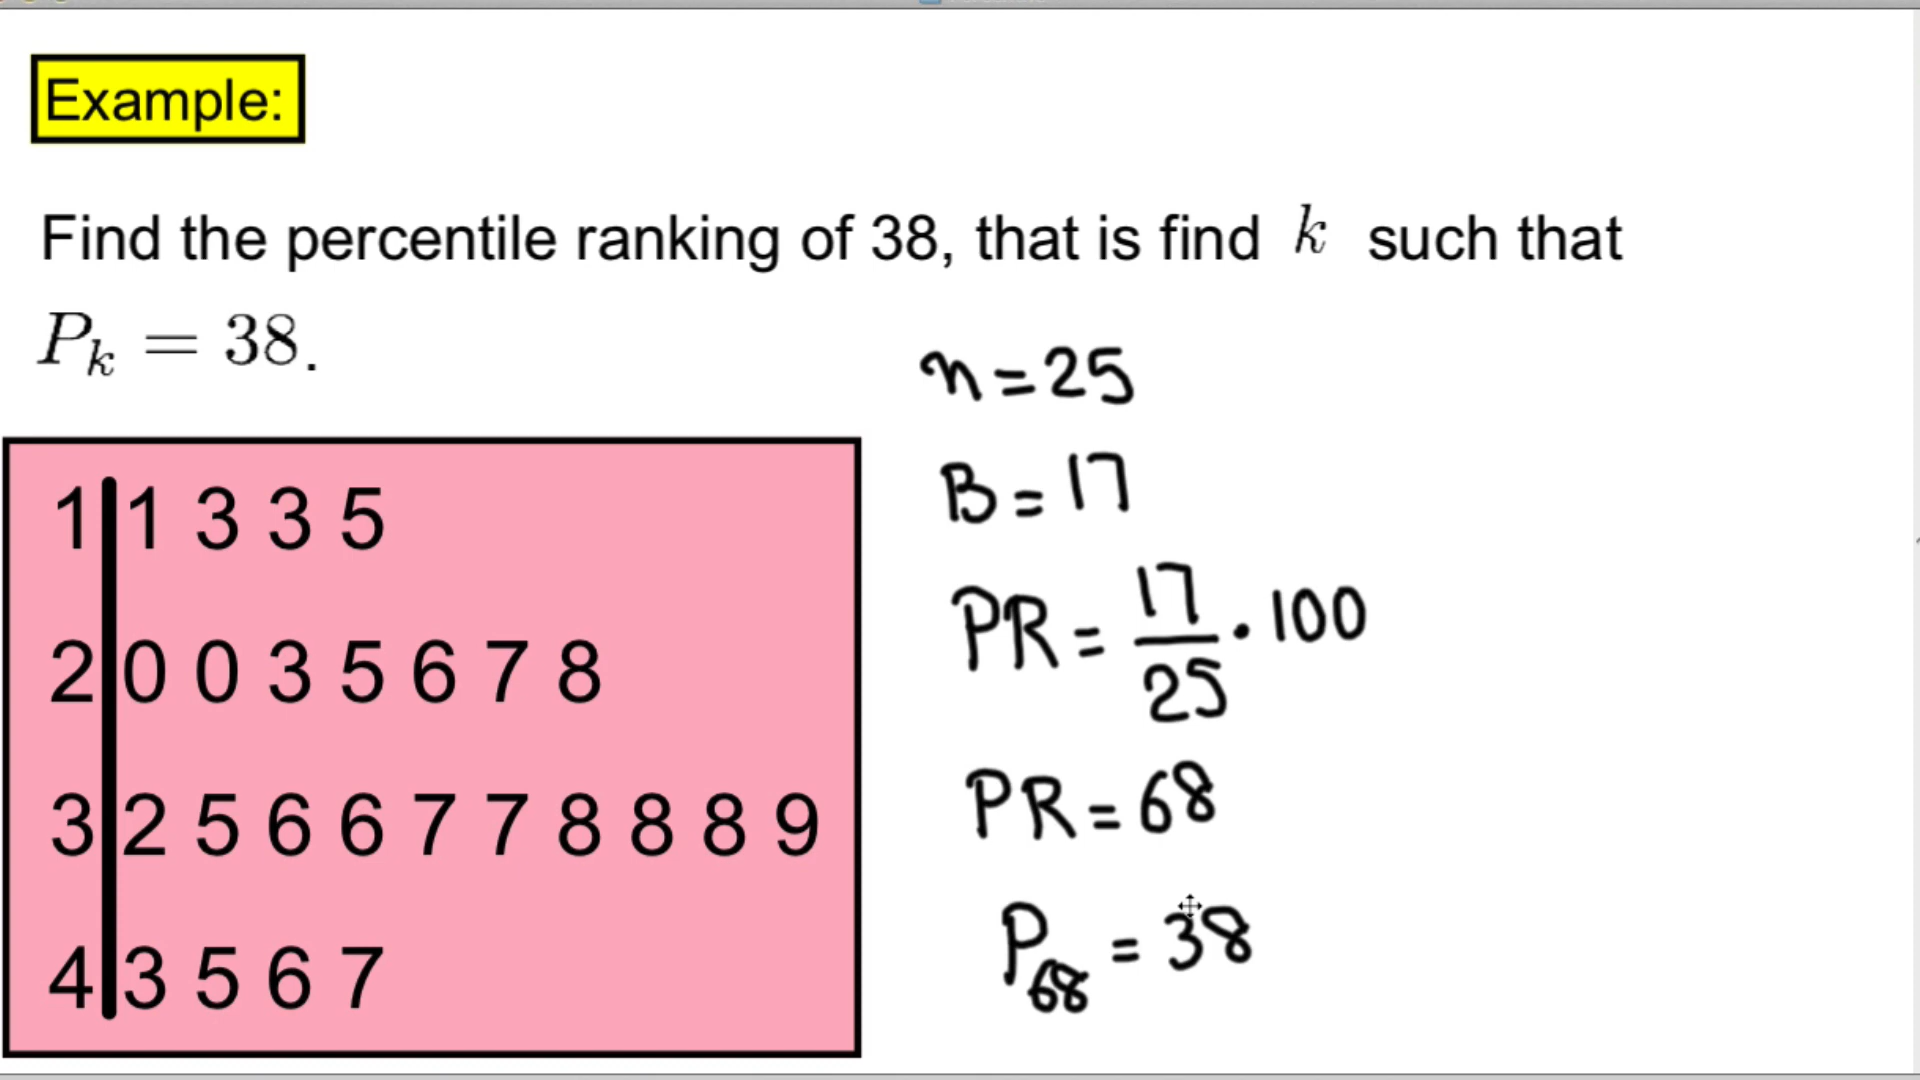 Example:
Find the percentile ranking of 38, that is find k such that
P_k = 38.
1|1 3 3 5
2|0 0 3 5 6 7 8
3|2 5 6 6 7 7 8 8 8 9
4|3 5 6 7
n = 25
B = 17
PR = 17/25 · 100
PR = 68
P_68 = 38